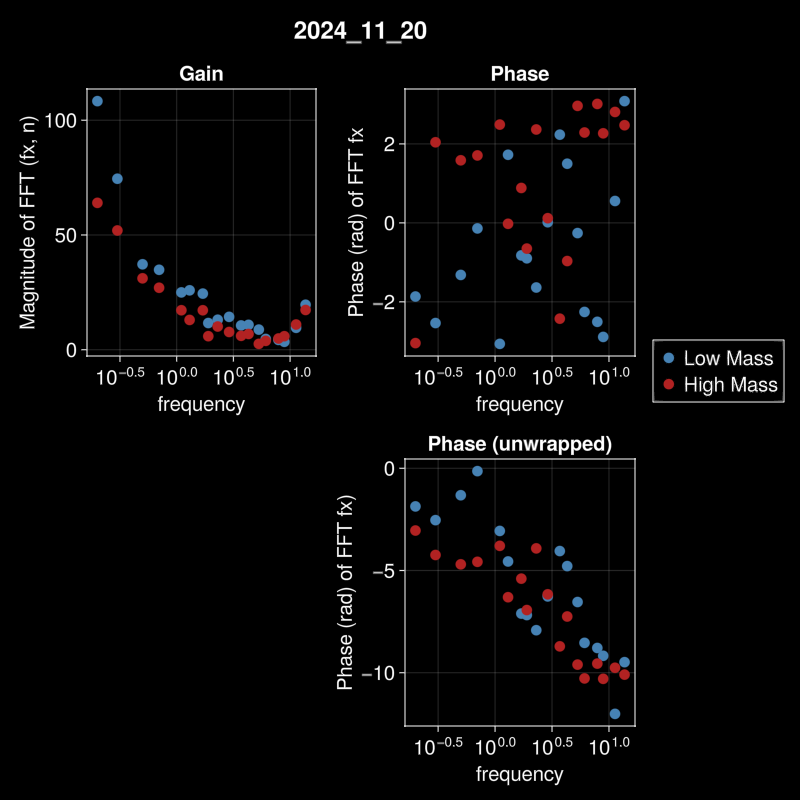 2024_11_20
Gain
Magnitude of FFT (fx, n)
100
50
0
10^−0.5 10^0.0 10^0.5 10^1.0
frequency
Phase
Phase (rad) of FFT fx
2
0
−2
10^−0.5 10^0.0 10^0.5 10^1.0
frequency
Low Mass
High Mass
Phase (unwrapped)
Phase (rad) of FFT fx)
0
−5
−10
10^−0.5 10^0.0 10^0.5 10^1.0
frequency